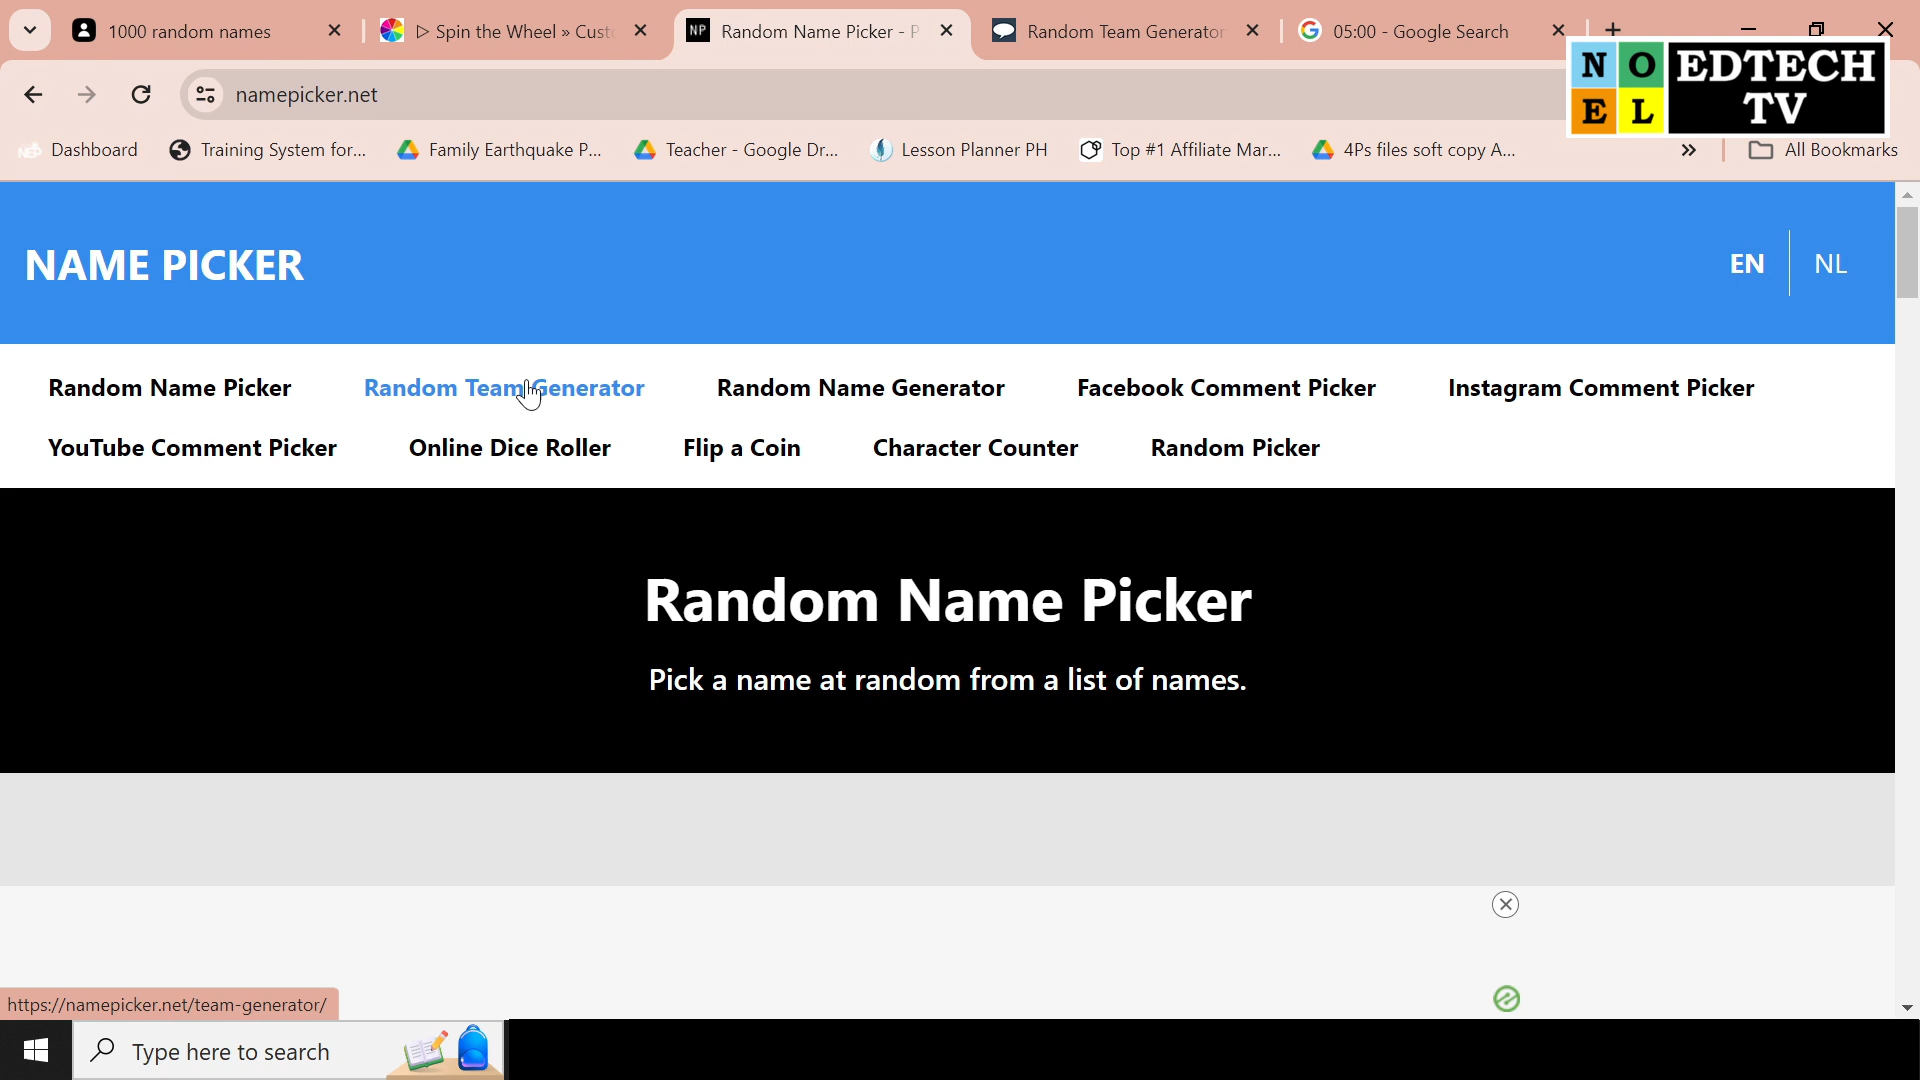 1000 random names
▷ Spin the Wheel » Cust
NP
Random Name Picker - P
Random Team Generator
05:00 - Google Search
namepicker.net
NOEL
EDTECH
TV
Dashboard
Training System for...
Family Earthquake P...
Teacher - Google Dr...
Lesson Planner PH
Top #1 Affiliate Mar...
4Ps files soft copy A...
»
All Bookmarks
NAME PICKER
EN
NL
Random Name Picker
Random Team Generator
Random Name Generator
Facebook Comment Picker
Instagram Comment Picker
YouTube Comment Picker
Online Dice Roller
Flip a Coin
Character Counter
Random Picker
Random Name Picker
Pick a name at random from a list of names.
https://namepicker.net/team-generator/
Type here to search